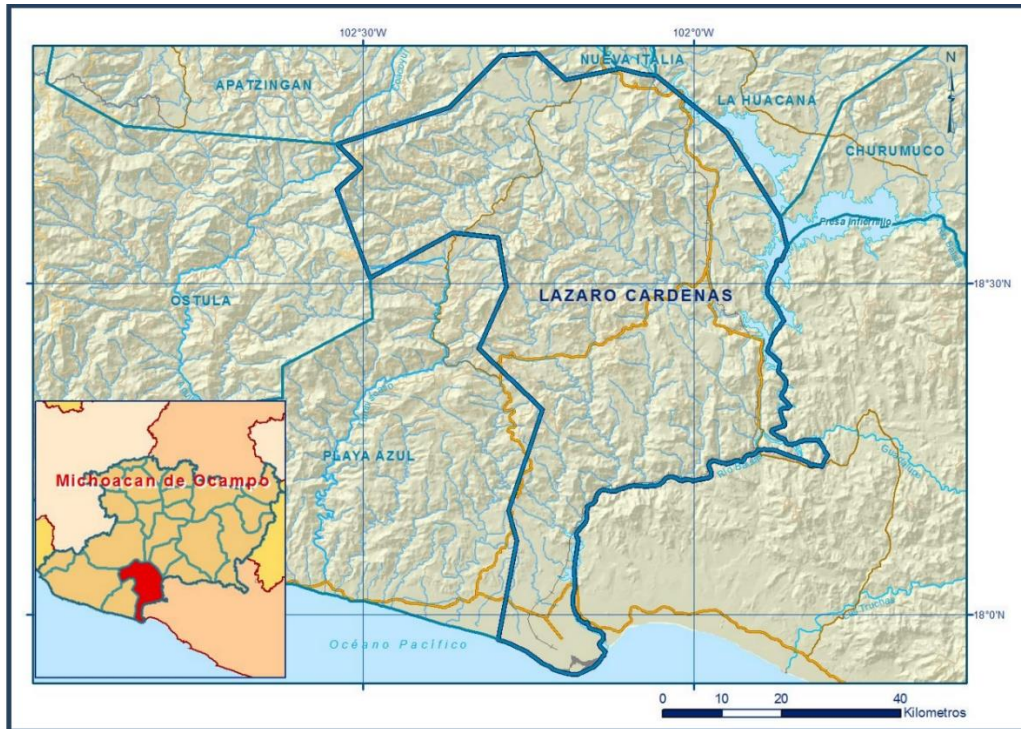 102°30'W
102°0'W
NUEVA ITALIA
N
APATZINGAN
LA HUACANA
CHURUMUCO
Presa Infiernillo
18°30'N
OSTULA
LAZARO CARDENAS
PLAYA AZUL
Michoacan de Ocampo
18°0'N
Océano Pacífico
0 10 20 40
Kilometros